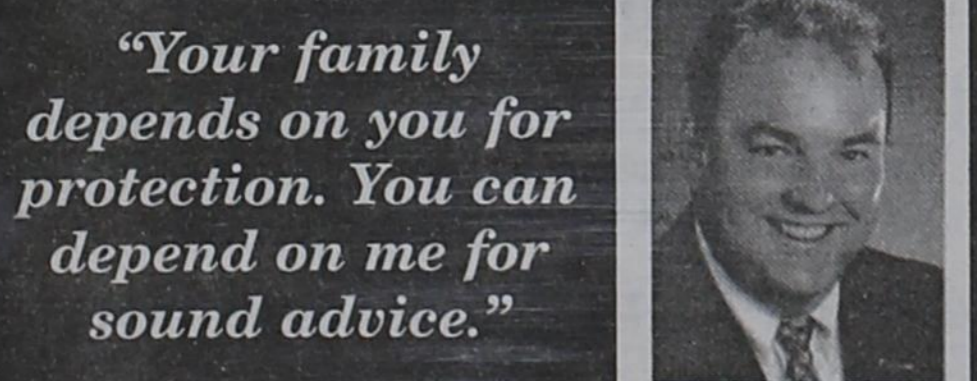 “Your family
depends on you for
protection. You can
depend on me for
sound advice.”